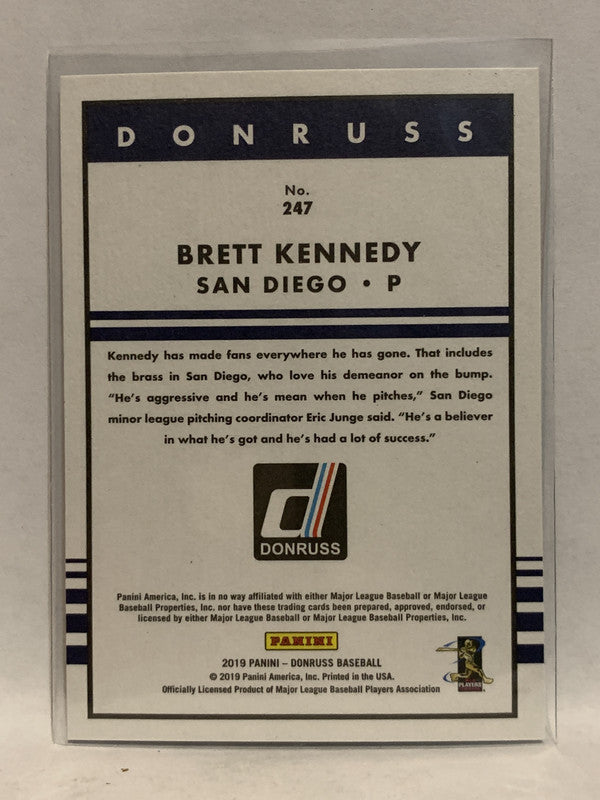 DONRUSS
No.
247
BRETT KENNEDY
SAN DIEGO • P
Kennedy has made fans everywhere he has gone. That includes
the brass in San Diego, who love his demeanor on the bump.
“He’s aggressive and he’s mean when he pitches,” San Diego
minor league pitching coordinator Eric Junge said. “He’s a believer
in what he’s got and he’s had a lot of success.”
d
DONRUSS
Panini America, Inc. is in no way affiliated with either Major League Baseball or Major League
Baseball Properties, Inc. nor have these trading cards been prepared, approved, endorsed, or
licensed by either Major League Baseball or Major League Baseball Properties, Inc.
PANINI
2019 PANINI – DONRUSS BASEBALL
© 2019 Panini America, Inc. Printed in the USA.
Officially Licensed Product of Major League Baseball Players Association
PLAYERS